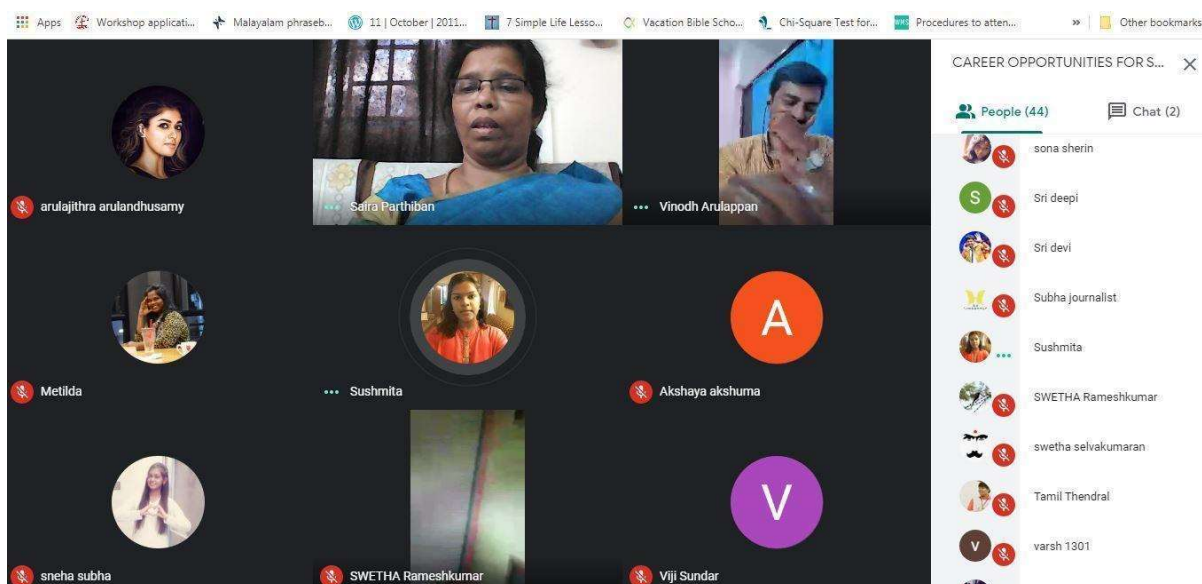 Apps Workshop applicati... Malayalam phraseb... 11 | October | 2011... 7 Simple Life Lesso... Vacation Bible Scho... Chi-Square Test for... WMS Procedures to atten... » Other bookmarks
CAREER OPPORTUNITIES FOR S...
People (44) Chat (2)
arulajithra arulandhusamy
Saira Parthiban
Vinodh Arulappan
Metilda
Sushmita
A
Akshaya akshuma
sneha subha
SWETHA Rameshkumar
V
Viji Sundar
sona sherin
S Sri deepi
Sri devi
Subha journalist
Sushmita
SWETHA Rameshkumar
swetha selvakumaran
Tamil Thendral
V varsh 1301